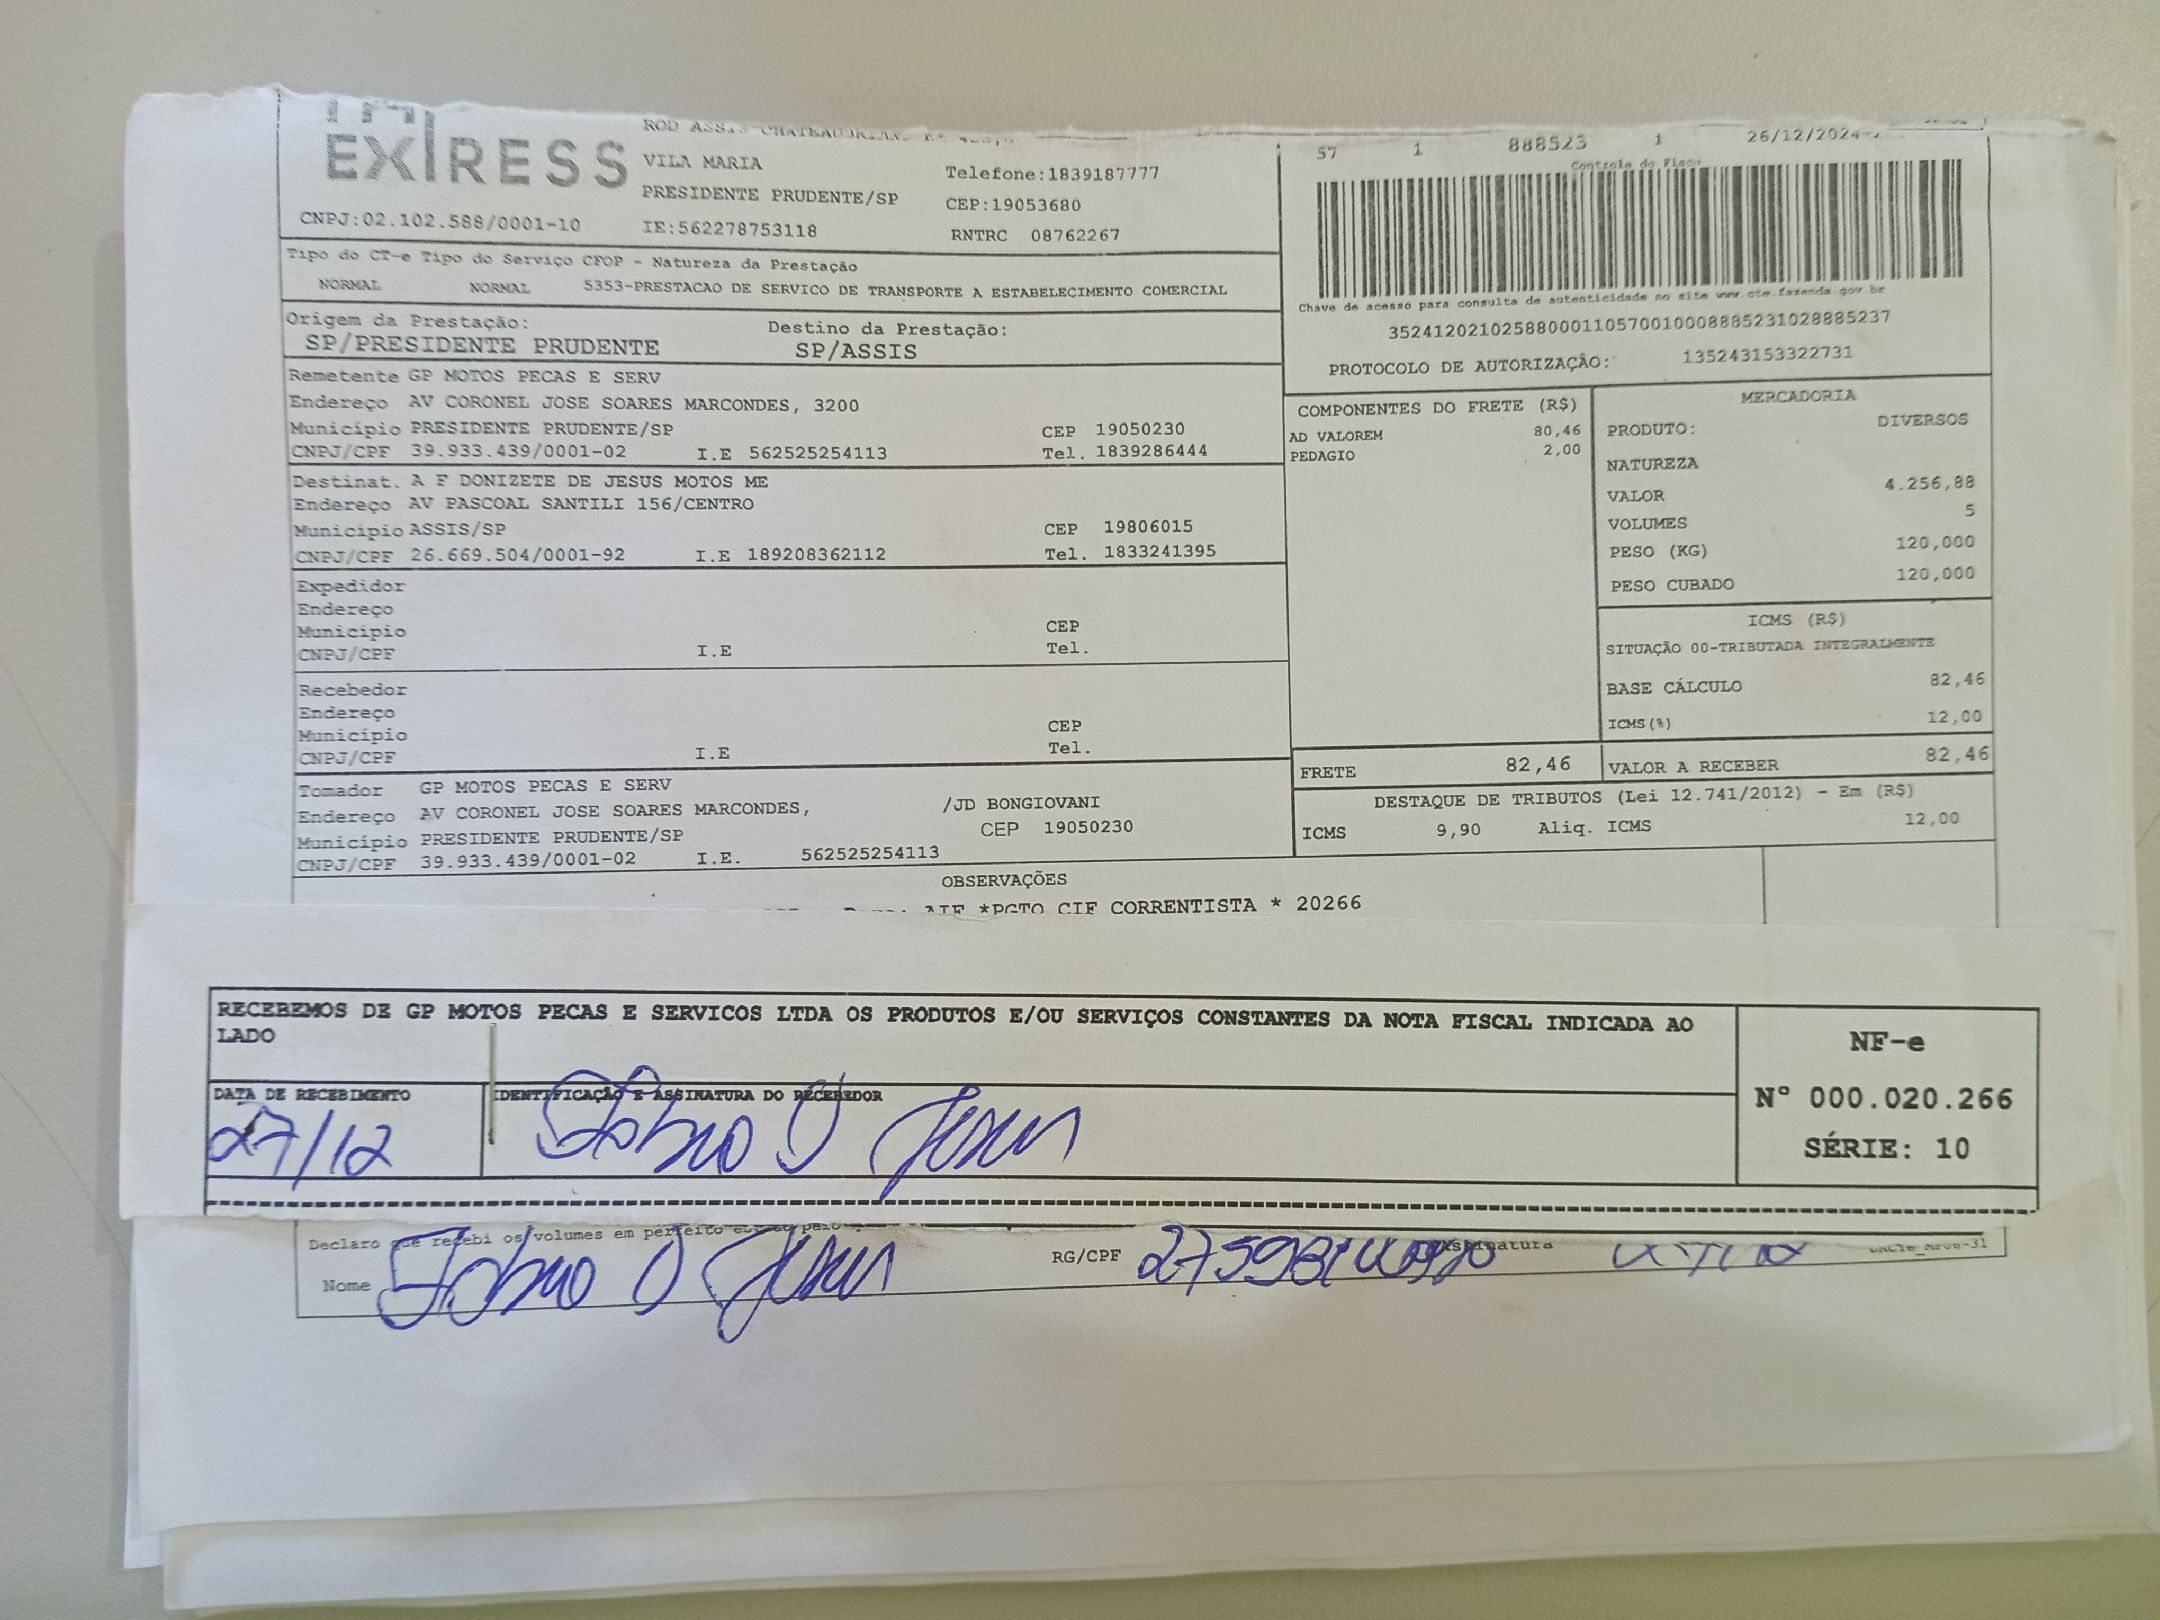 EXPRESS
VILA MARIA
PRESIDENTE PRUDENTE/SP
Telefone:1839187777
CEP:19053680
CNPJ:02.102.588/0001-10
IE:562278753118
RNTRC 08762267
57 1 888523 1 26/12/2024
Controle do Fisco
Chave de acesso para consulta de autenticidade no site www.cte.fazenda.gov.br
35241202102588000110570010008885231028885237
PROTOCOLO DE AUTORIZAÇÃO: 135243153322731
Tipo do CT-e Tipo do Serviço CFOP - Natureza da Prestação
NORMAL NORMAL 5353-PRESTACAO DE SERVICO DE TRANSPORTE A ESTABELECIMENTO COMERCIAL
Origem da Prestação: Destino da Prestação:
SP/PRESIDENTE PRUDENTE SP/ASSIS
Remetente GP MOTOS PECAS E SERV
Endereço AV CORONEL JOSE SOARES MARCONDES, 3200
Município PRESIDENTE PRUDENTE/SP CEP 19050230
CNPJ/CPF 39.933.439/0001-02 I.E 562525254113 Tel. 1839286444
Destinat. A F DONIZETE DE JESUS MOTOS ME
Endereço AV PASCOAL SANTILI 156/CENTRO
Município ASSIS/SP CEP 19806015
CNPJ/CPF 26.669.504/0001-92 I.E 189208362112 Tel. 1833241395
Expedidor
Endereço
Município CEP
CNPJ/CPF I.E Tel.
Recebedor
Endereço
Município CEP
CNPJ/CPF I.E Tel.
Tomador GP MOTOS PECAS E SERV
Endereço AV CORONEL JOSE SOARES MARCONDES, /JD BONGIOVANI
Município PRESIDENTE PRUDENTE/SP CEP 19050230
CNPJ/CPF 39.933.439/0001-02 I.E. 562525254113
COMPONENTES DO FRETE (R$)
AD VALOREM 80,46
PEDAGIO 2,00
MERCADORIA
PRODUTO: DIVERSOS
NATUREZA
VALOR 4.256,88
VOLUMES 5
PESO (KG) 120,000
PESO CUBADO 120,000
ICMS (R$)
SITUAÇÃO 00-TRIBUTADA INTEGRALMENTE
BASE CÁLCULO 82,46
ICMS(%) 12,00
FRETE 82,46 VALOR A RECEBER 82,46
DESTAQUE DE TRIBUTOS (Lei 12.741/2012) - Em (R$)
ICMS 9,90 Aliq. ICMS 12,00
OBSERVAÇÕES
*PGTO CIF CORRENTISTA * 20266
RECEBEMOS DE GP MOTOS PECAS E SERVICOS LTDA OS PRODUTOS E/OU SERVIÇOS CONSTANTES DA NOTA FISCAL INDICADA AO
LADO
DATA DE RECEBIMENTO
27/12
IDENTIFICAÇÃO E ASSINATURA DO RECEBEDOR
NF-e
Nº 000.020.266
SÉRIE: 10
Declaro que recebi os volumes em perfeito estado pelo
Nome
RG/CPF
Assinatura